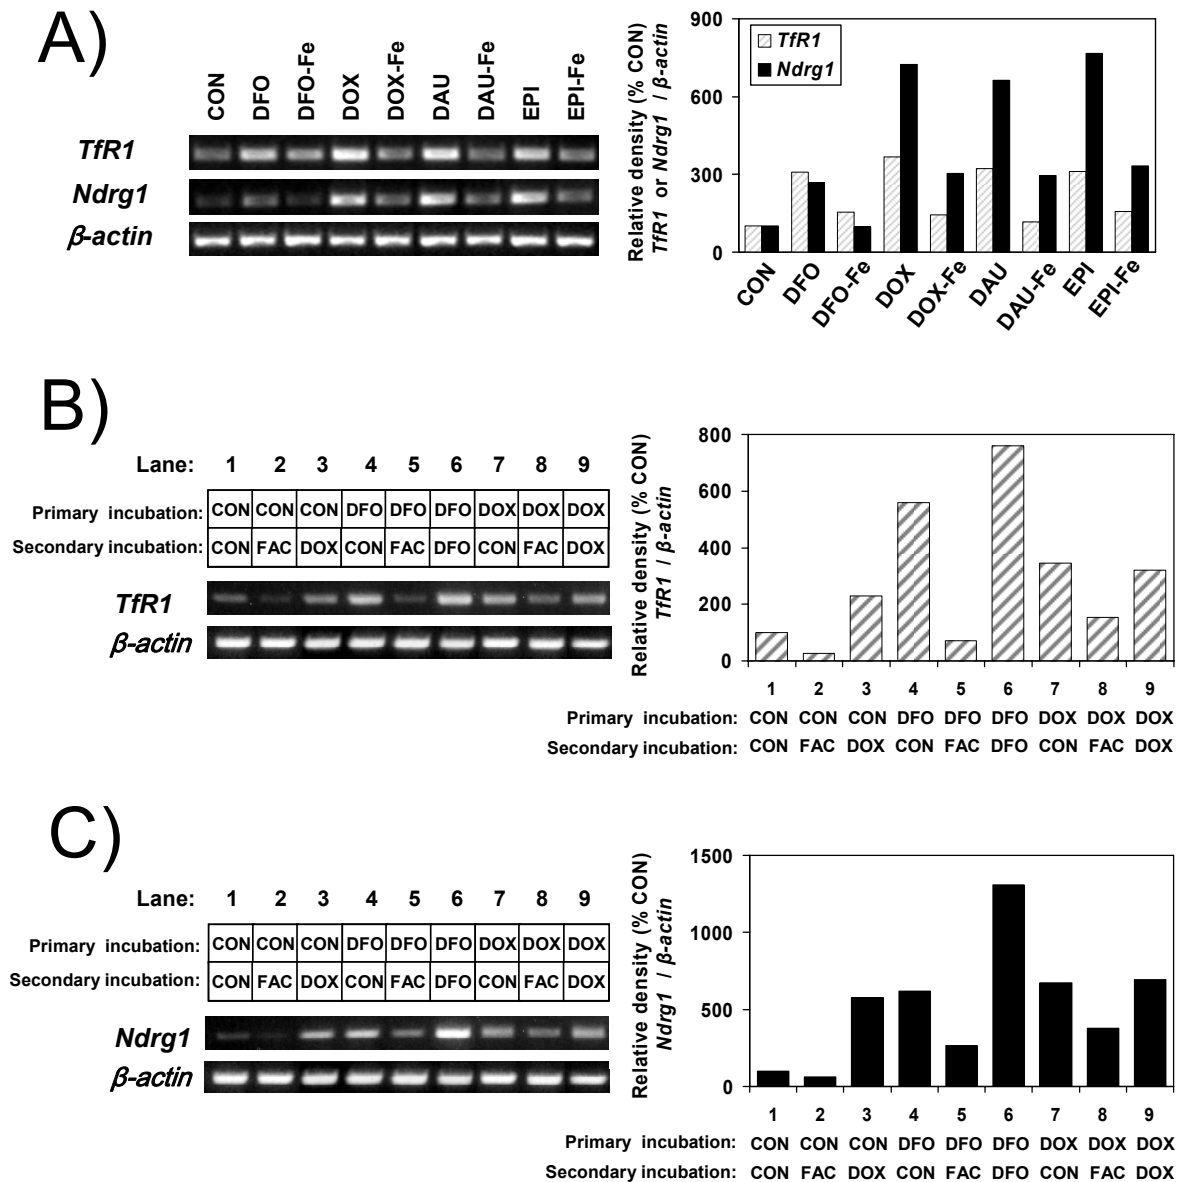 A)
CON DFO DFO-Fe DOX DOX-Fe DAU DAU-Fe EPI EPI-Fe
TfR1
Ndrg1
β-actin
Relative density (% CON)
TfR1 or Ndrg1 / β-actin
900
600
300
0
TfR1
Ndrg1
CON DFO DFO-Fe DOX DOX-Fe DAU DAU-Fe EPI EPI-Fe
B)
Lane: 1 2 3 4 5 6 7 8 9
Primary incubation: CON CON CON DFO DFO DFO DOX DOX DOX
Secondary incubation: CON FAC DOX CON FAC DFO CON FAC DOX
TfR1
β-actin
Relative density (% CON)
TfR1 / β-actin
800
600
400
200
0
1 2 3 4 5 6 7 8 9
Primary incubation: CON CON CON DFO DFO DFO DOX DOX DOX
Secondary incubation: CON FAC DOX CON FAC DFO CON FAC DOX
C)
Lane: 1 2 3 4 5 6 7 8 9
Primary incubation: CON CON CON DFO DFO DFO DOX DOX DOX
Secondary incubation: CON FAC DOX CON FAC DFO CON FAC DOX
Ndrg1
β-actin
Relative density (% CON)
Ndrg1 / β-actin
1500
1000
500
0
1 2 3 4 5 6 7 8 9
Primary incubation: CON CON CON DFO DFO DFO DOX DOX DOX
Secondary incubation: CON FAC DOX CON FAC DFO CON FAC DOX